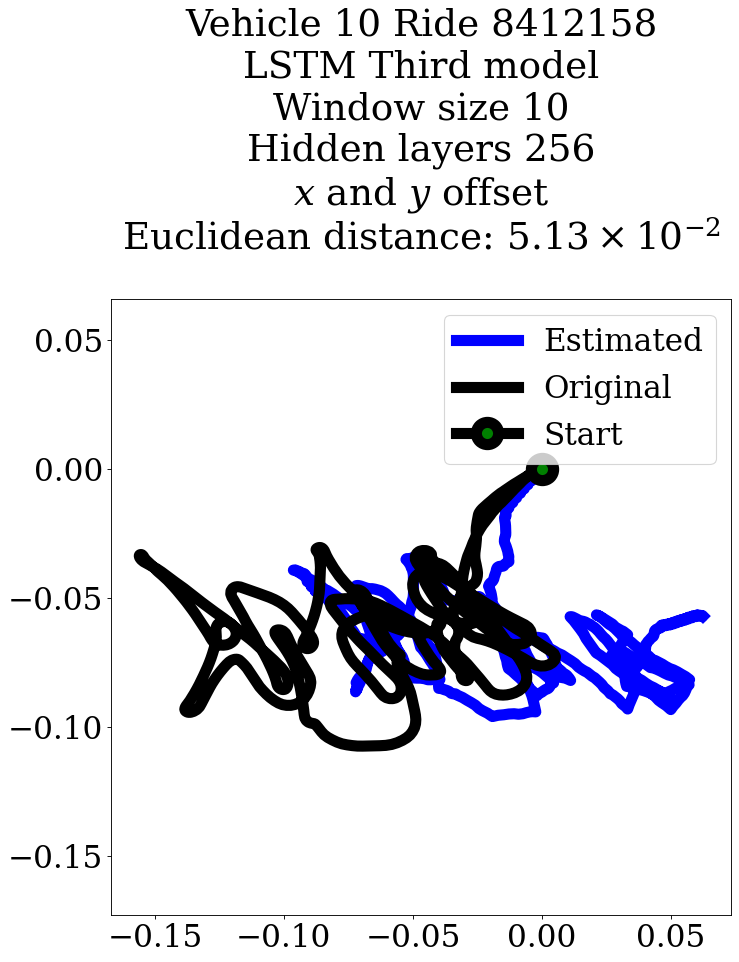 Vehicle 10 Ride 8412158
LSTM Third model
Window size 10
Hidden layers 256
x and y offset
Euclidean distance: 5.13 × 10⁻²
Estimated
Original
Start
0.05
0.00
−0.05
−0.10
−0.15
−0.15 −0.10 −0.05 0.00 0.05